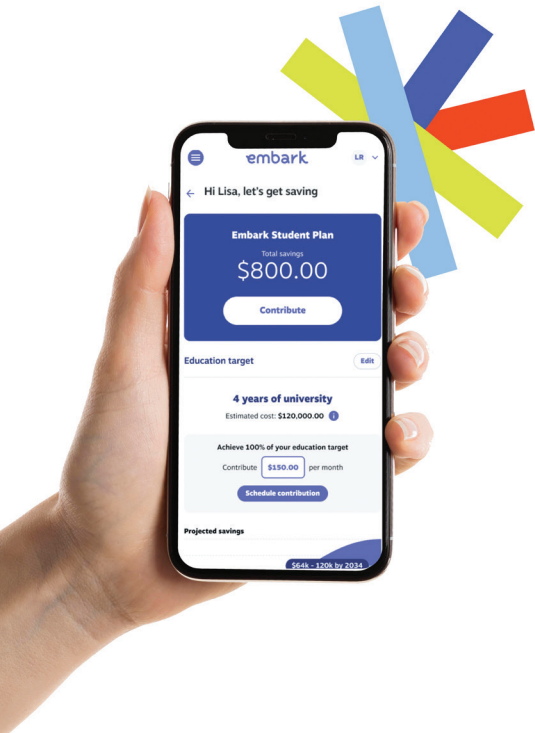 embark
LR
Hi Lisa, let's get saving
Embark Student Plan
Total savings
$800.00
Contribute
Education target
Edit
4 years of university
Estimated cost: $120,000.00 i
Achieve 100% of your education target
Contribute $150.00 per month
Schedule contribution
Projected savings
$64k - 120k by 2034